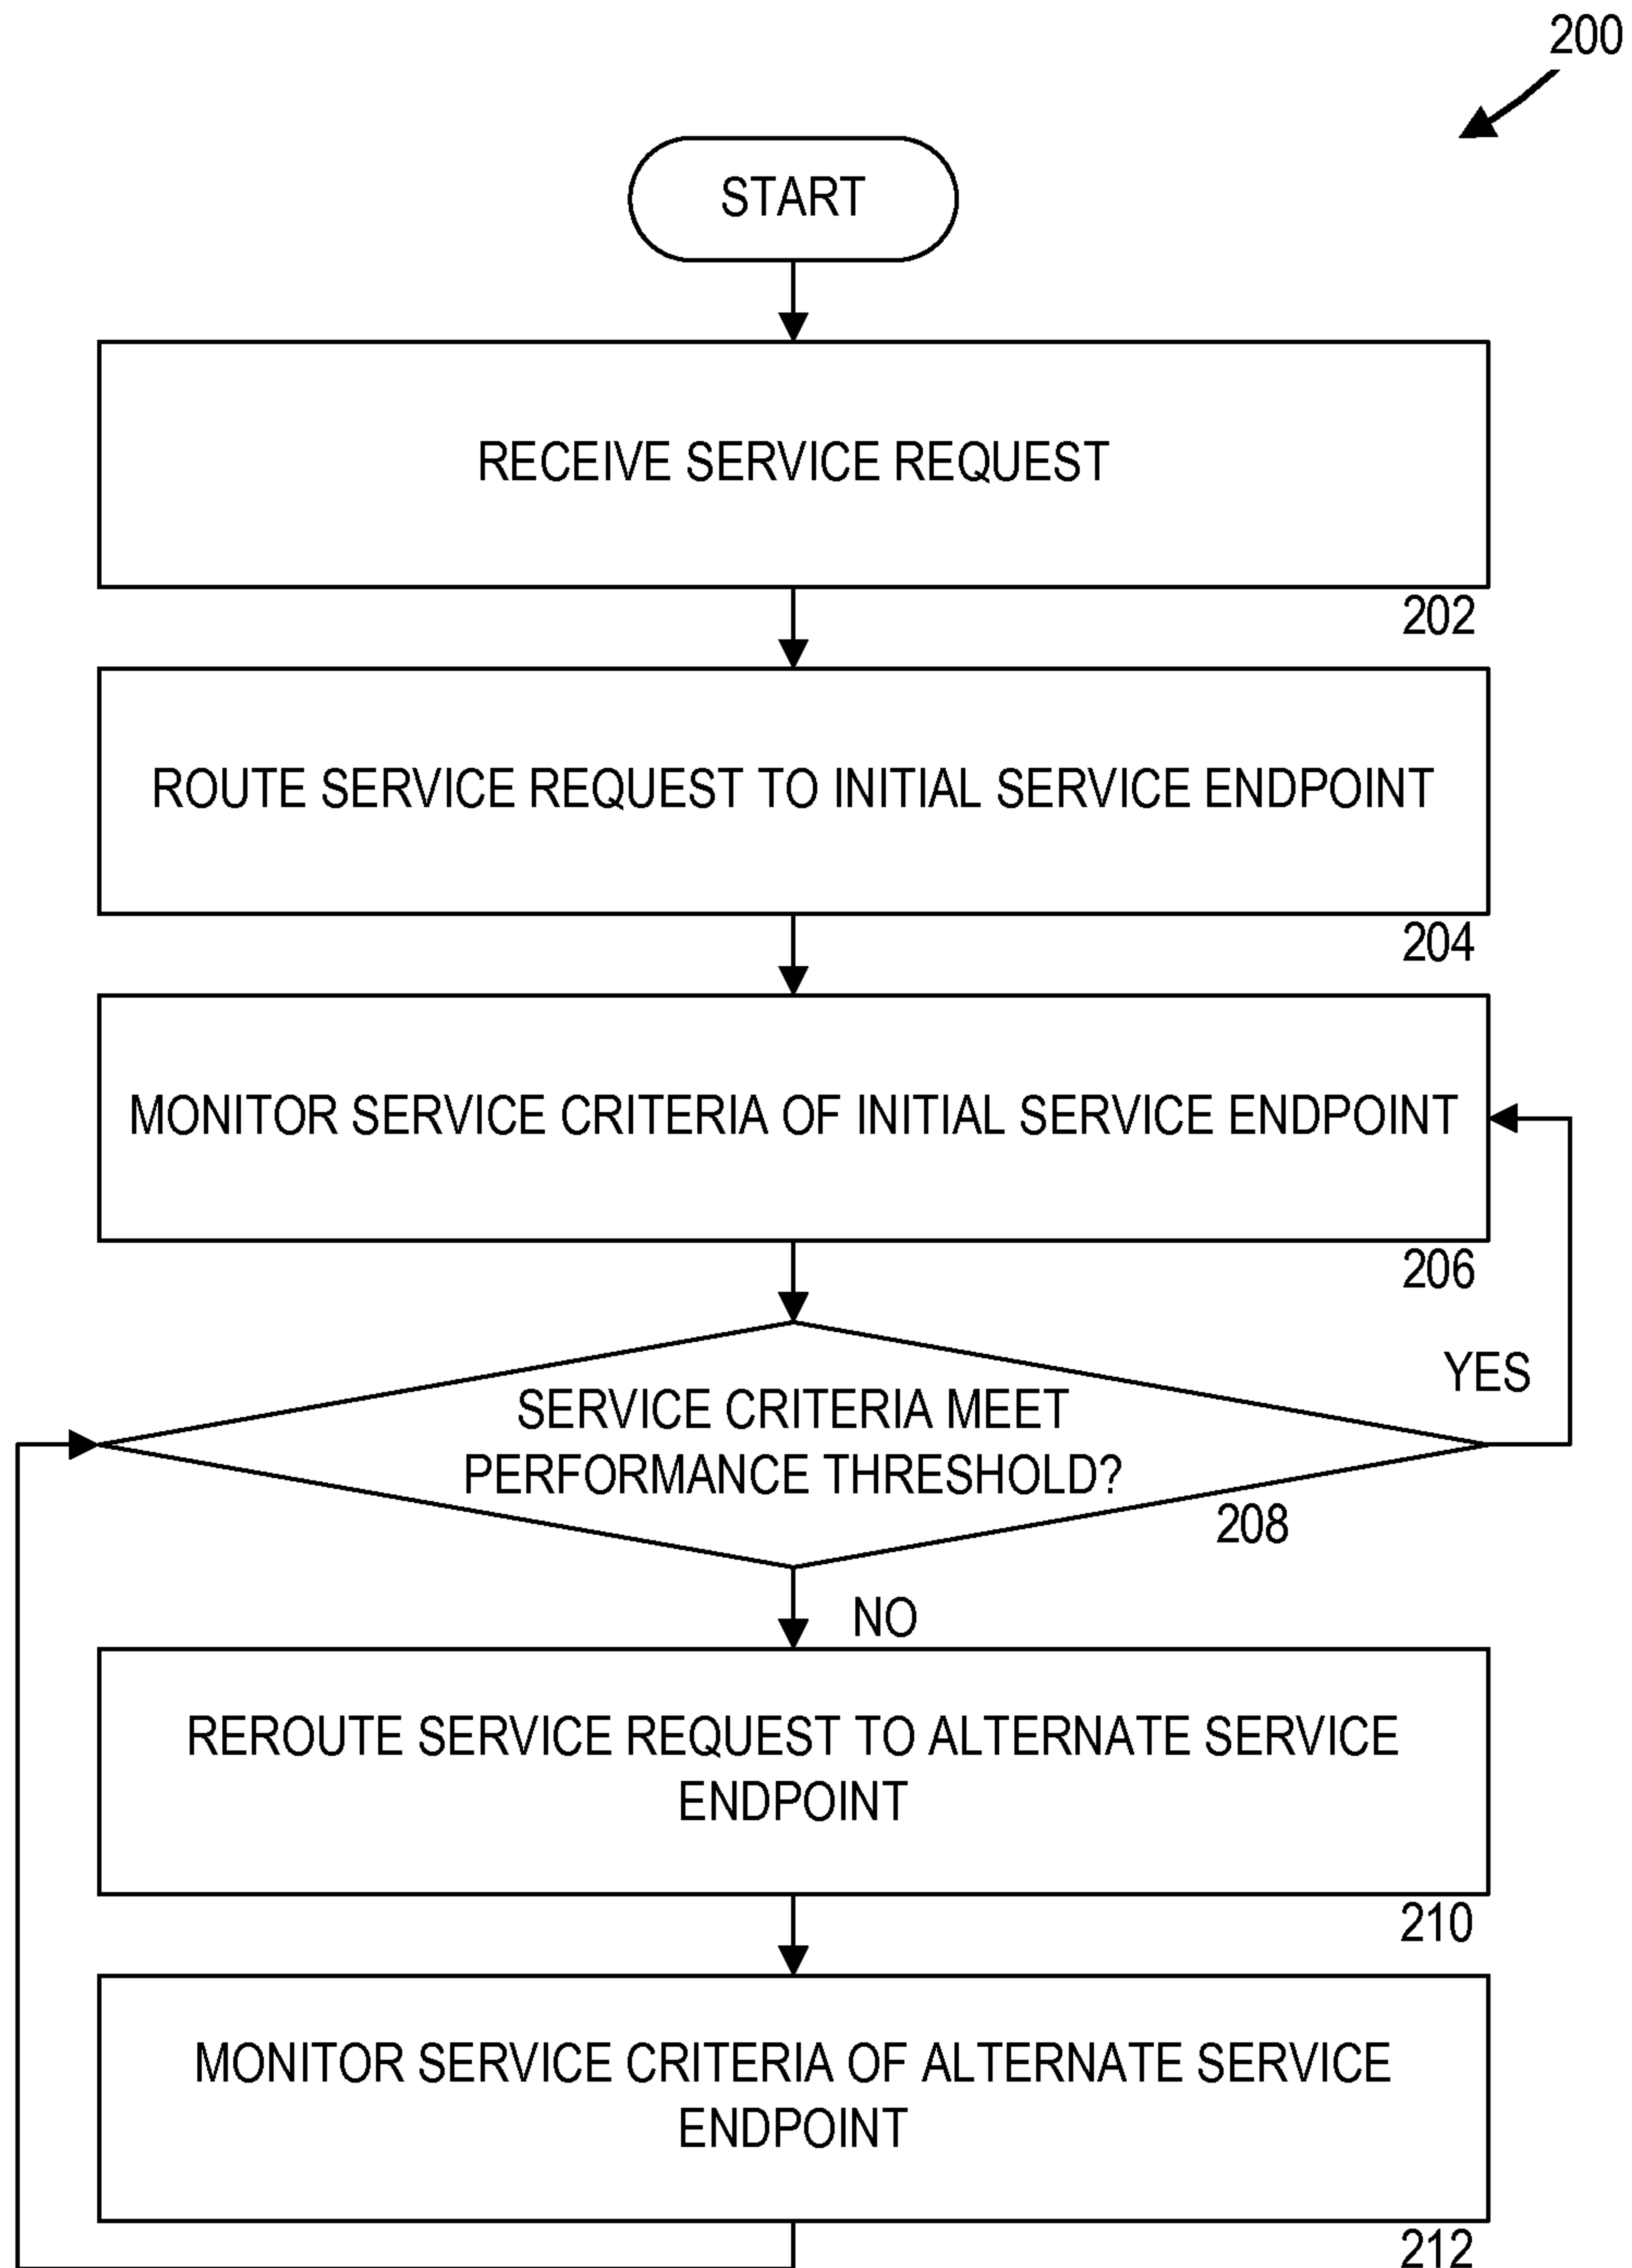 200
START
RECEIVE SERVICE REQUEST
202
ROUTE SERVICE REQUEST TO INITIAL SERVICE ENDPOINT
204
MONITOR SERVICE CRITERIA OF INITIAL SERVICE ENDPOINT
206
YES
SERVICE CRITERIA MEET
PERFORMANCE THRESHOLD?
208
NO
REROUTE SERVICE REQUEST TO ALTERNATE SERVICE
ENDPOINT
210
MONITOR SERVICE CRITERIA OF ALTERNATE SERVICE
ENDPOINT
212